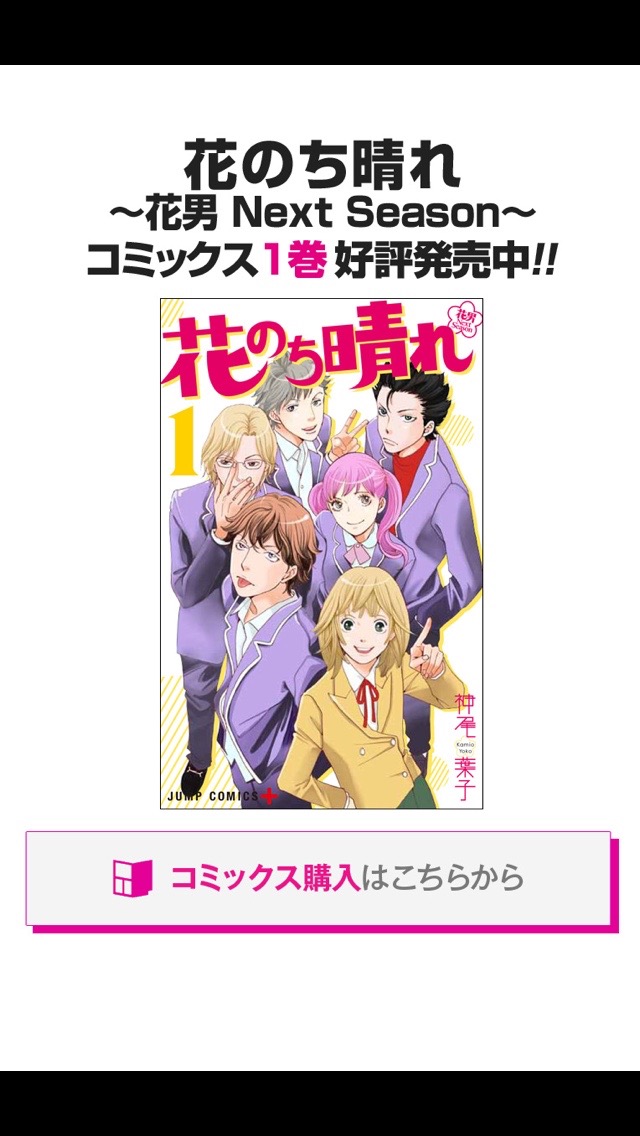 花のち晴れ
〜花男 Next Season〜
コミックス1巻 好評発売中!!
花のち晴れ
花男
Next
Season
1
神尾
Kamio
Yoko
葉子
JUMP COMICS+
コミックス購入はこちらから